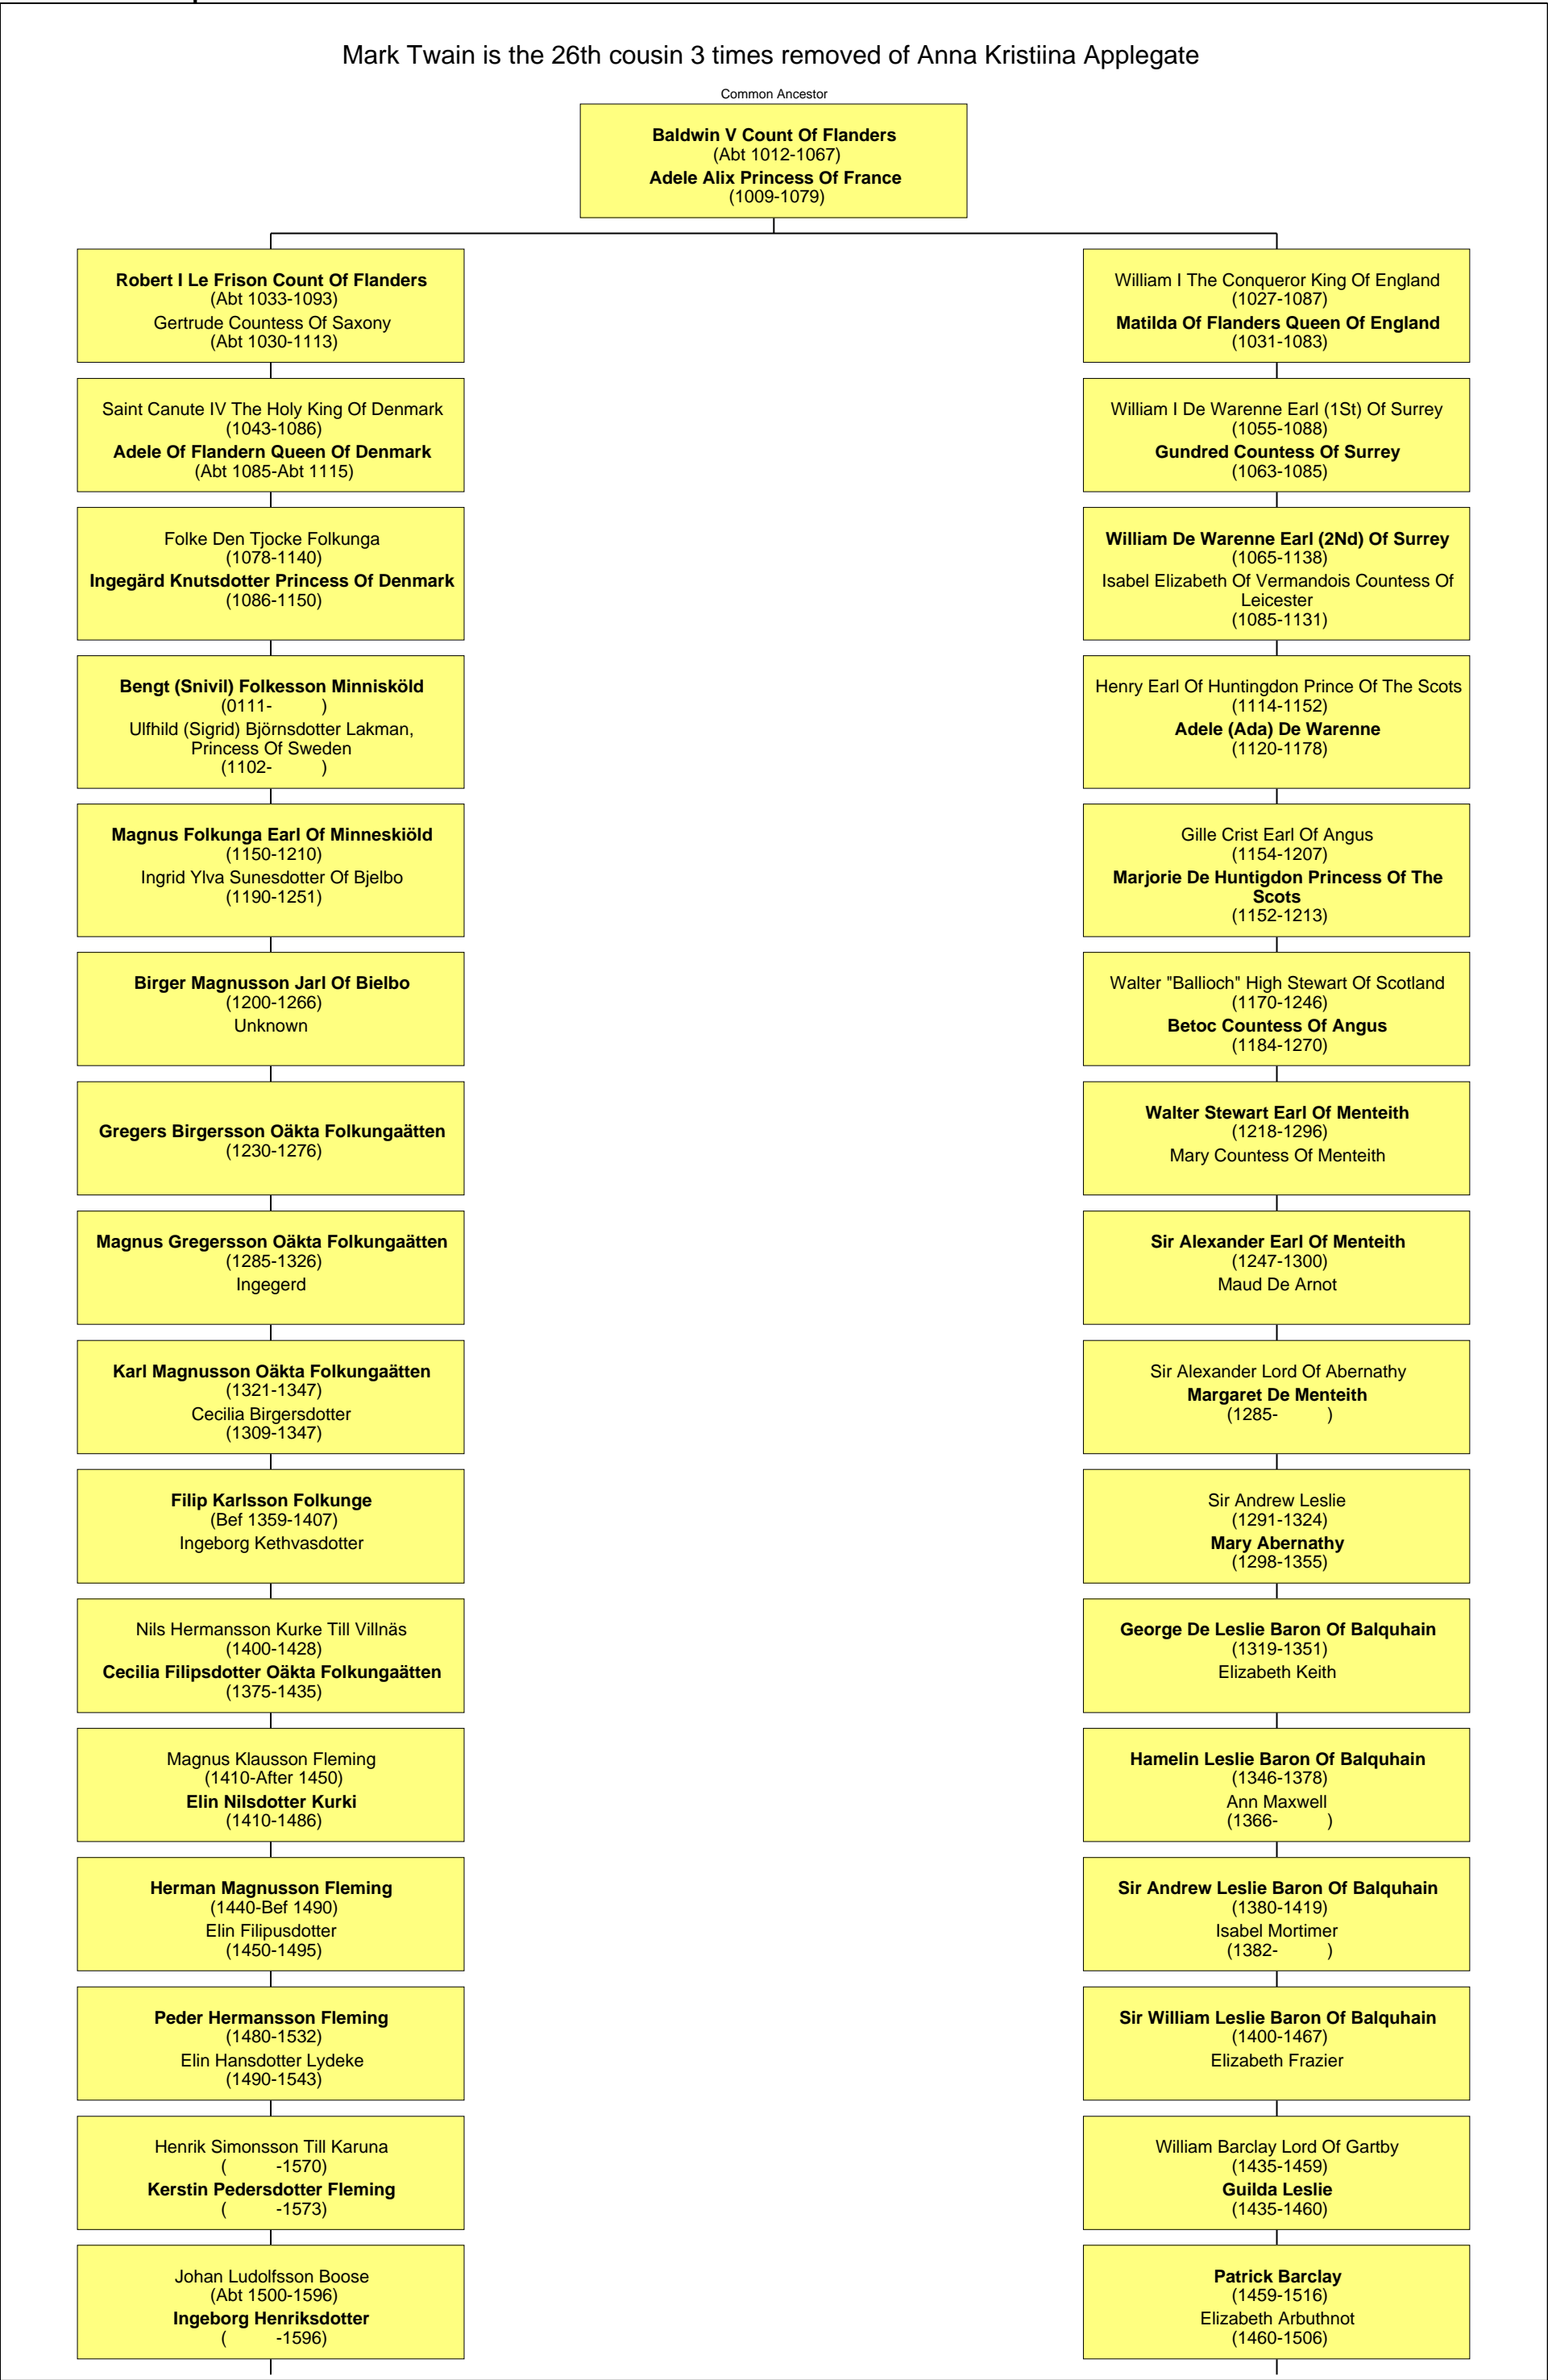 Mark Twain is the 26th cousin 3 times removed of Anna Kristiina Applegate
Common Ancestor
Baldwin V Count Of Flanders
(Abt 1012-1067)
Adele Alix Princess Of France
(1009-1079)
Robert I Le Frison Count Of Flanders
(Abt 1033-1093)
Gertrude Countess Of Saxony
(Abt 1030-1113)
William I The Conqueror King Of England
(1027-1087)
Matilda Of Flanders Queen Of England
(1031-1083)
Saint Canute IV The Holy King Of Denmark
(1043-1086)
Adele Of Flandern Queen Of Denmark
(Abt 1085-Abt 1115)
William I De Warenne Earl (1St) Of Surrey
(1055-1088)
Gundred Countess Of Surrey
(1063-1085)
Folke Den Tjocke Folkunga
(1078-1140)
Ingegärd Knutsdotter Princess Of Denmark
(1086-1150)
William De Warenne Earl (2Nd) Of Surrey
(1065-1138)
Isabel Elizabeth Of Vermandois Countess Of
Leicester
(1085-1131)
Bengt (Snivil) Folkesson Minnisköld
(0111- )
Ulfhild (Sigrid) Björnsdotter Lakman,
Princess Of Sweden
(1102- )
Henry Earl Of Huntingdon Prince Of The Scots
(1114-1152)
Adele (Ada) De Warenne
(1120-1178)
Magnus Folkunga Earl Of Minneskiöld
(1150-1210)
Ingrid Ylva Sunesdotter Of Bjelbo
(1190-1251)
Gille Crist Earl Of Angus
(1154-1207)
Marjorie De Huntigdon Princess Of The
Scots
(1152-1213)
Birger Magnusson Jarl Of Bielbo
(1200-1266)
Unknown
Walter "Ballioch" High Stewart Of Scotland
(1170-1246)
Betoc Countess Of Angus
(1184-1270)
Gregers Birgersson Oäkta Folkungaätten
(1230-1276)
Walter Stewart Earl Of Menteith
(1218-1296)
Mary Countess Of Menteith
Magnus Gregersson Oäkta Folkungaätten
(1285-1326)
Ingegerd
Sir Alexander Earl Of Menteith
(1247-1300)
Maud De Arnot
Karl Magnusson Oäkta Folkungaätten
(1321-1347)
Cecilia Birgersdotter
(1309-1347)
Sir Alexander Lord Of Abernathy
Margaret De Menteith
(1285- )
Filip Karlsson Folkunge
(Bef 1359-1407)
Ingeborg Kethvasdotter
Sir Andrew Leslie
(1291-1324)
Mary Abernathy
(1298-1355)
Nils Hermansson Kurke Till Villnäs
(1400-1428)
Cecilia Filipsdotter Oäkta Folkungaätten
(1375-1435)
George De Leslie Baron Of Balquhain
(1319-1351)
Elizabeth Keith
Magnus Klausson Fleming
(1410-After 1450)
Elin Nilsdotter Kurki
(1410-1486)
Hamelin Leslie Baron Of Balquhain
(1346-1378)
Ann Maxwell
(1366- )
Herman Magnusson Fleming
(1440-Bef 1490)
Elin Filipusdotter
(1450-1495)
Sir Andrew Leslie Baron Of Balquhain
(1380-1419)
Isabel Mortimer
(1382- )
Peder Hermansson Fleming
(1480-1532)
Elin Hansdotter Lydeke
(1490-1543)
Sir William Leslie Baron Of Balquhain
(1400-1467)
Elizabeth Frazier
Henrik Simonsson Till Karuna
( -1570)
Kerstin Pedersdotter Fleming
( -1573)
William Barclay Lord Of Gartby
(1435-1459)
Guilda Leslie
(1435-1460)
Johan Ludolfsson Boose
(Abt 1500-1596)
Ingeborg Henriksdotter
( -1596)
Patrick Barclay
(1459-1516)
Elizabeth Arbuthnot
(1460-1506)